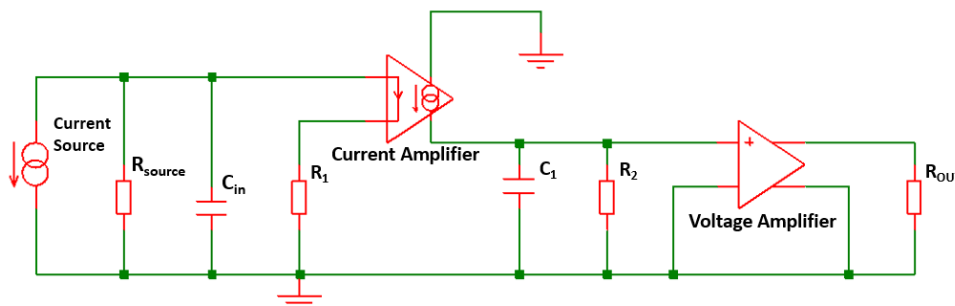 Current
Source
R_source
C_in
R_1
Current Amplifier
C_1
R_2
+
Voltage Amplifier
R_OU